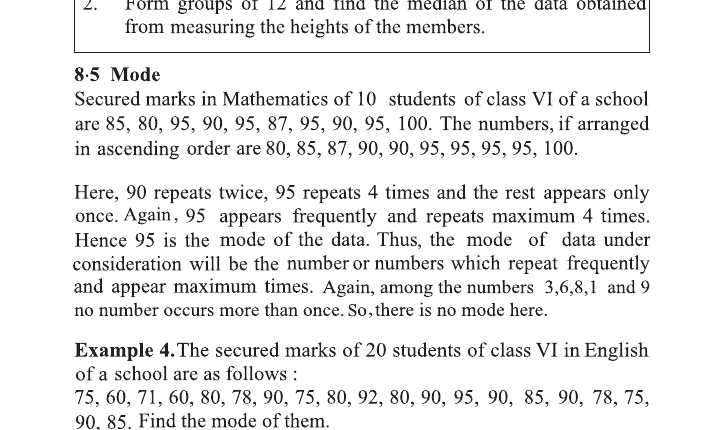 2. Form groups of 12 and find the median of the data obtained
from measuring the heights of the members.
8·5 Mode
Secured marks in Mathematics of 10 students of class VI of a school
are 85, 80, 95, 90, 95, 87, 95, 90, 95, 100. The numbers, if arranged
in ascending order are 80, 85, 87, 90, 90, 95, 95, 95, 95, 100.
Here, 90 repeats twice, 95 repeats 4 times and the rest appears only
once. Again, 95 appears frequently and repeats maximum 4 times.
Hence 95 is the mode of the data. Thus, the mode of data under
consideration will be the number or numbers which repeat frequently
and appear maximum times. Again, among the numbers 3,6,8,1 and 9
no number occurs more than once. So, there is no mode here.
Example 4. The secured marks of 20 students of class VI in English
of a school are as follows :
75, 60, 71, 60, 80, 78, 90, 75, 80, 92, 80, 90, 95, 90, 85, 90, 78, 75,
90, 85. Find the mode of them.